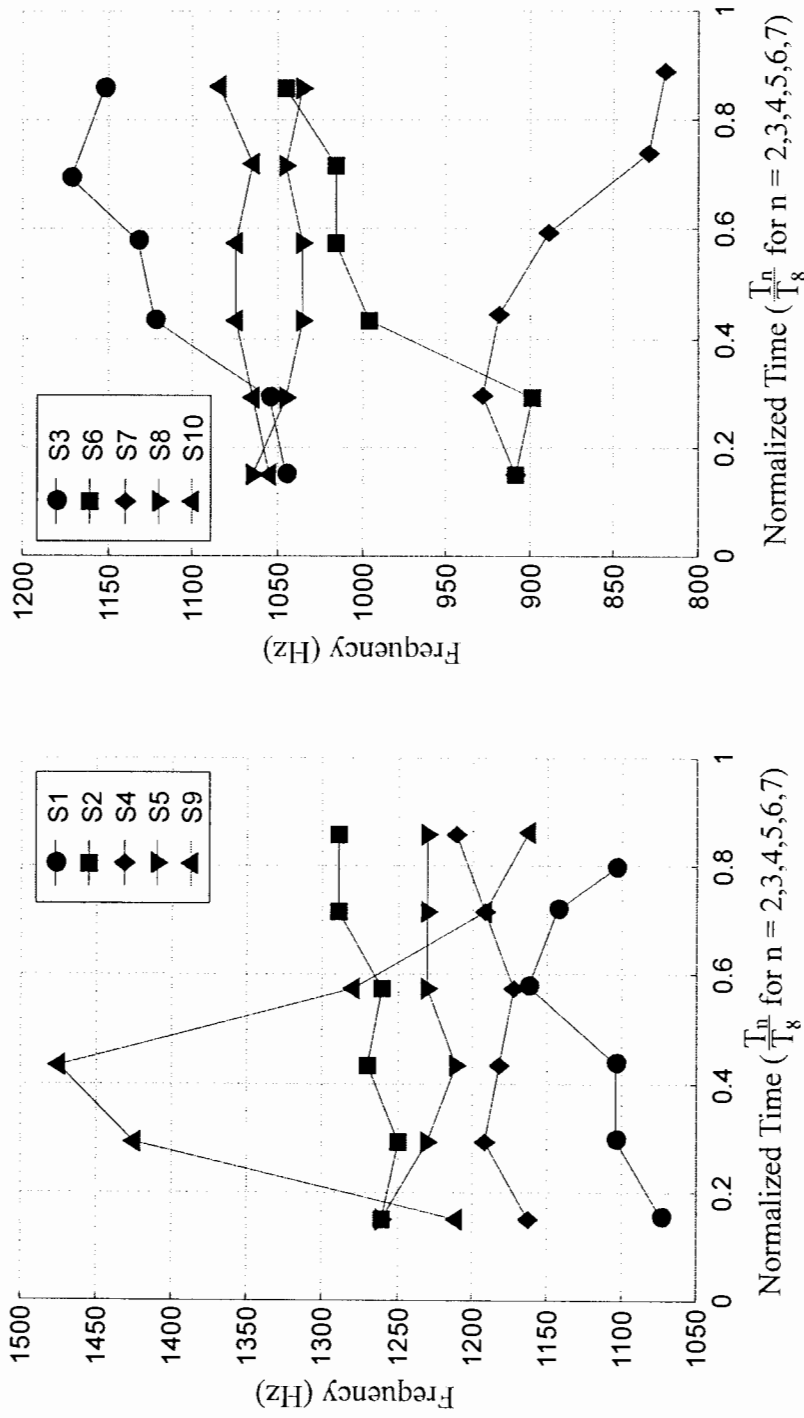 1500
1450
1400
1350
1300
1250
1200
1150
1100
1050
Frequency (Hz)
S1
S2
S4
S5
S9
0
0.2
0.4
0.6
0.8
1
Normalized Time (Tn/T8 for n = 2,3,4,5,6,7)
1200
1150
1100
1050
1000
950
900
850
800
Frequency (Hz)
S3
S6
S7
S8
S10
0
0.2
0.4
0.6
0.8
1
Normalized Time (Tn/T8 for n = 2,3,4,5,6,7)